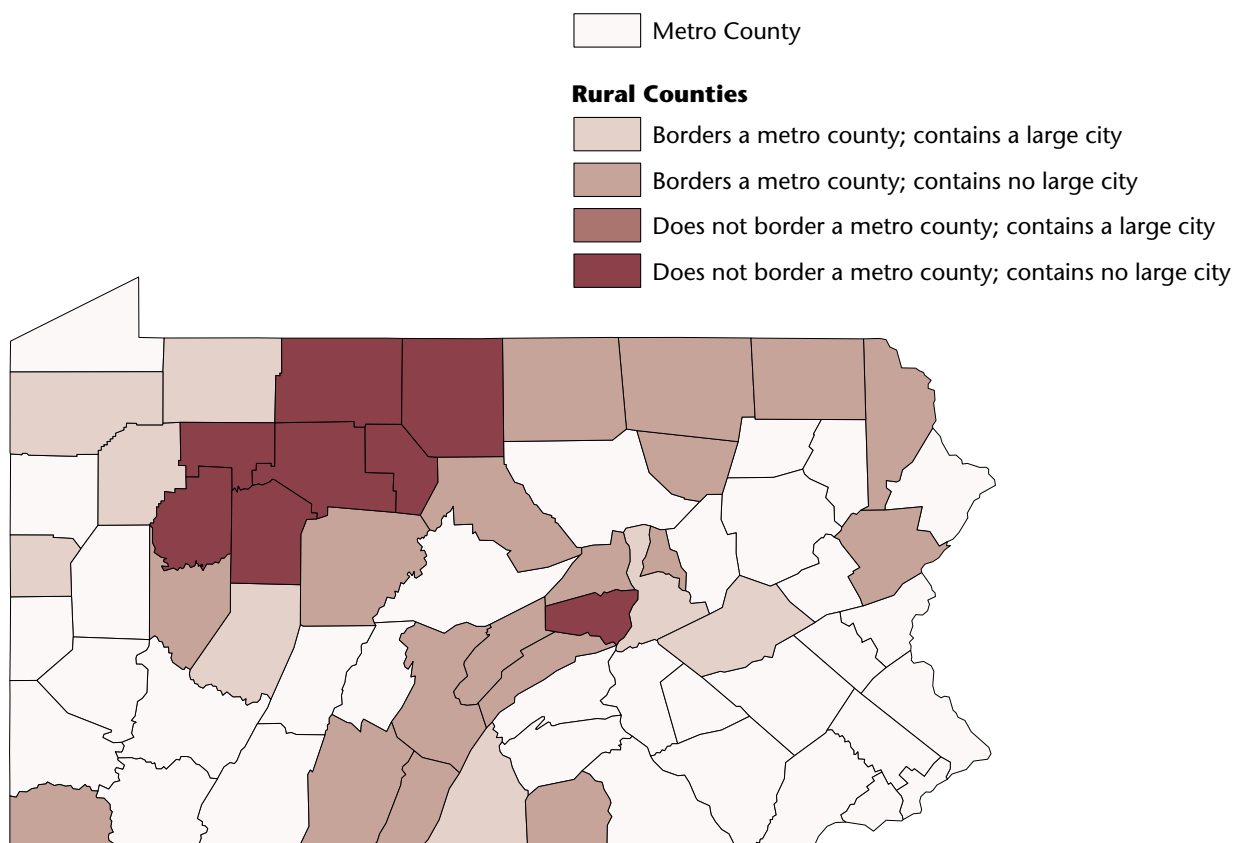 Metro County
Rural Counties
Borders a metro county; contains a large city
Borders a metro county; contains no large city
Does not border a metro county; contains a large city
Does not border a metro county; contains no large city